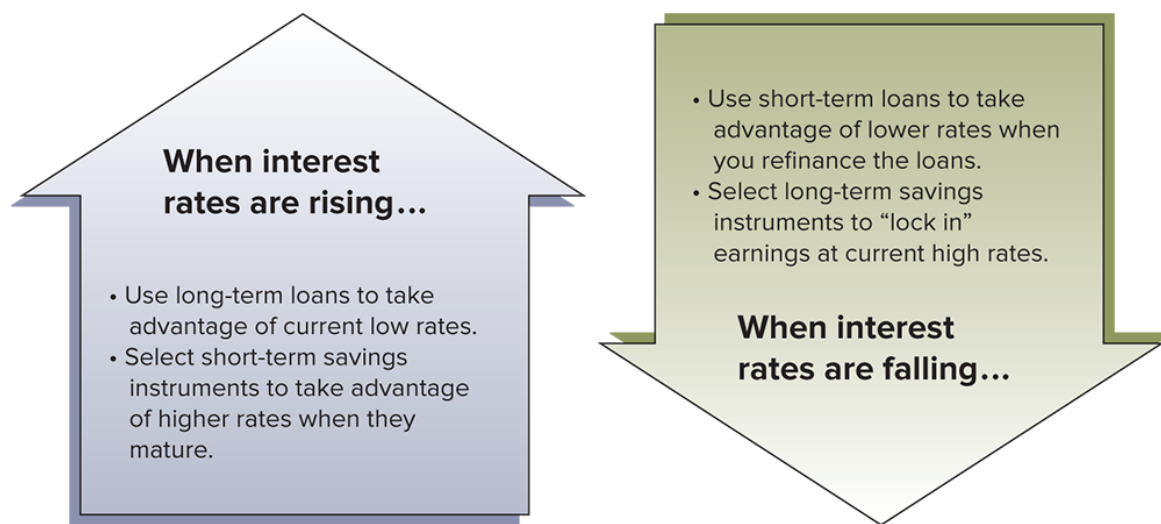 When interest
rates are rising...
• Use long-term loans to take
advantage of current low rates.
• Select short-term savings
instruments to take advantage
of higher rates when they
mature.
• Use short-term loans to take
advantage of lower rates when
you refinance the loans.
• Select long-term savings
instruments to “lock in”
earnings at current high rates.
When interest
rates are falling...